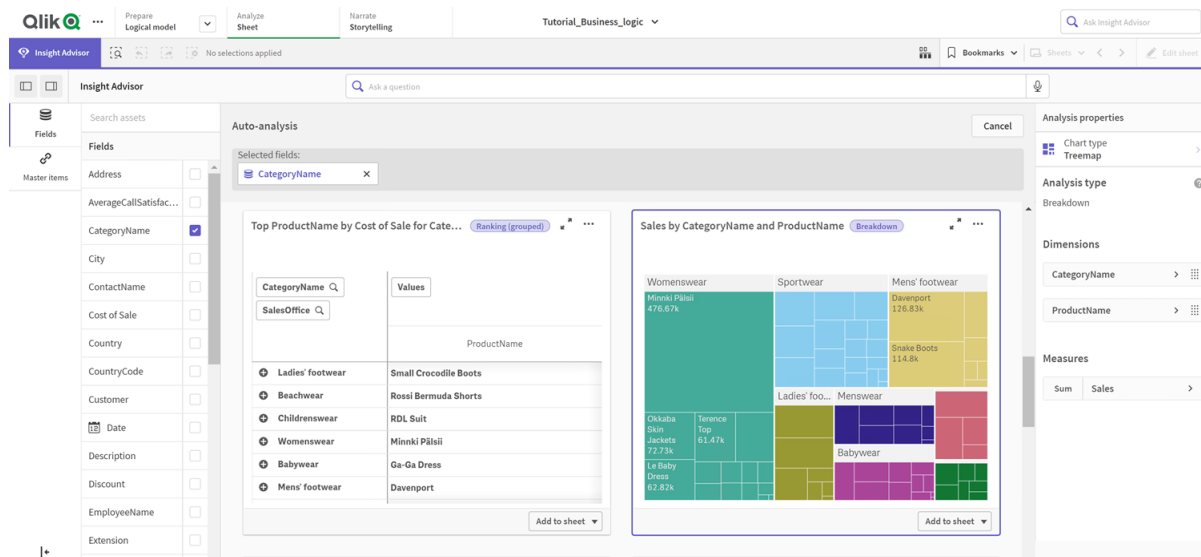 Qlik
Prepare
Logical model
Analyze
Sheet
Narrate
Storytelling
Tutorial_Business_logic
Ask Insight Advisor
Insight Advisor
No selections applied
Bookmarks
Sheets
Edit sheet
Insight Advisor
Ask a question
Fields
Master items
Search assets
Fields
Address
AverageCallSatisfac...
CategoryName
City
ContactName
Cost of Sale
Country
CountryCode
Customer
Date
Description
Discount
EmployeeName
Extension
Auto-analysis
Cancel
Selected fields:
CategoryName
Top ProductName by Cost of Sale for Cate...
Ranking (grouped)
CategoryName
Values
SalesOffice
ProductName
Ladies' footwear
Small Crocodile Boots
Beachwear
Rossi Bermuda Shorts
Childrenswear
RDL Suit
Womenswear
Minnki Pälsii
Babywear
Ga-Ga Dress
Mens' footwear
Davenport
Add to sheet
Sales by CategoryName and ProductName
Breakdown
Womenswear
Sportwear
Mens' footwear
Minnki Pälsii
476.67k
Davenport
126.83k
Snake Boots
114.8k
Ladies' foo...
Menswear
Okkaba
Skin
Jackets
72.73k
Terence
Top
61.47k
Babywear
Le Baby
Dress
62.82k
Add to sheet
Analysis properties
Chart type
Treemap
Analysis type
Breakdown
Dimensions
CategoryName
ProductName
Measures
Sum
Sales